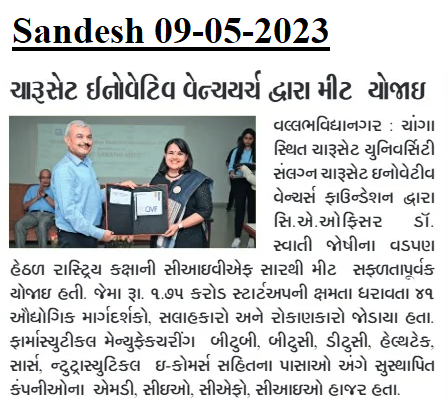 Sandesh 09-05-2023
ચારૂસેટ ઈનોવેટિવ વેન્ચયર્ચ દ્વારા મીટ યોજાઇ
વલ્લભવિદ્યાનગર : ચાંગા
સ્થિત ચારૂસેટ યુનિવર્સિટી
સંલગ્ન ચારૂસેટ ઇનોવેટીવ
વેન્ચર્સ ફાઉન્ડેશન દ્વારા
સિ.એ.ઓફિસર ડૉ.
સ્વાતી જોષીના વડપણ
હેઠળ રાષ્ટ્રિય કક્ષાની સીઆઇવીએફ સારથી મીટ સફળતાપૂર્વક
યોજાઇ હતી. જેમા રૂા. ૧.૭૫ કરોડ સ્ટાર્ટઅપની ક્ષમતા ધરાવતા ૪૧
ઔદ્યોગિક માર્ગદર્શકો, સલાહકારો અને રોકાણકારો જોડાયા હતા.
ફાર્માસ્યુટીકલ મેન્યુફેક્ચરીંગ બીટુબી, બીટુસી, ડીટુસી, હેલ્થટેક,
સાર્સ, ન્ટુટ્રાસ્યુટિકલ ઇ-કોમર્સ સહિતના પાસાઓ અંગે સુસ્થાપિત
કંપનીઓના એમડી, સીઇઓ, સીએફો, સીઆઇઓ હાજર હતા.